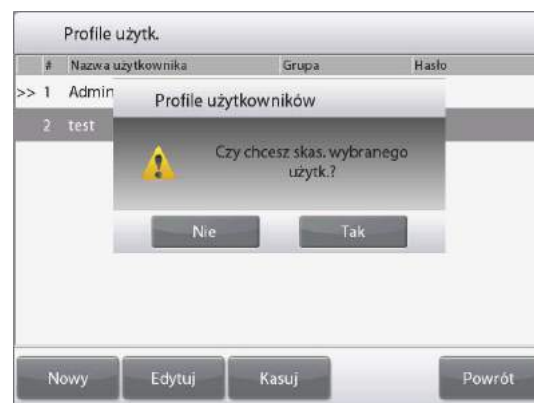 Profile użytk.
# Nazwa użytkownika Grupa Hasło
>> 1 Admin
Profile użytkowników
2 test
Czy chcesz skas. wybranego
użytk.?
Nie Tak
Nowy Edytuj Kasuj Powrót